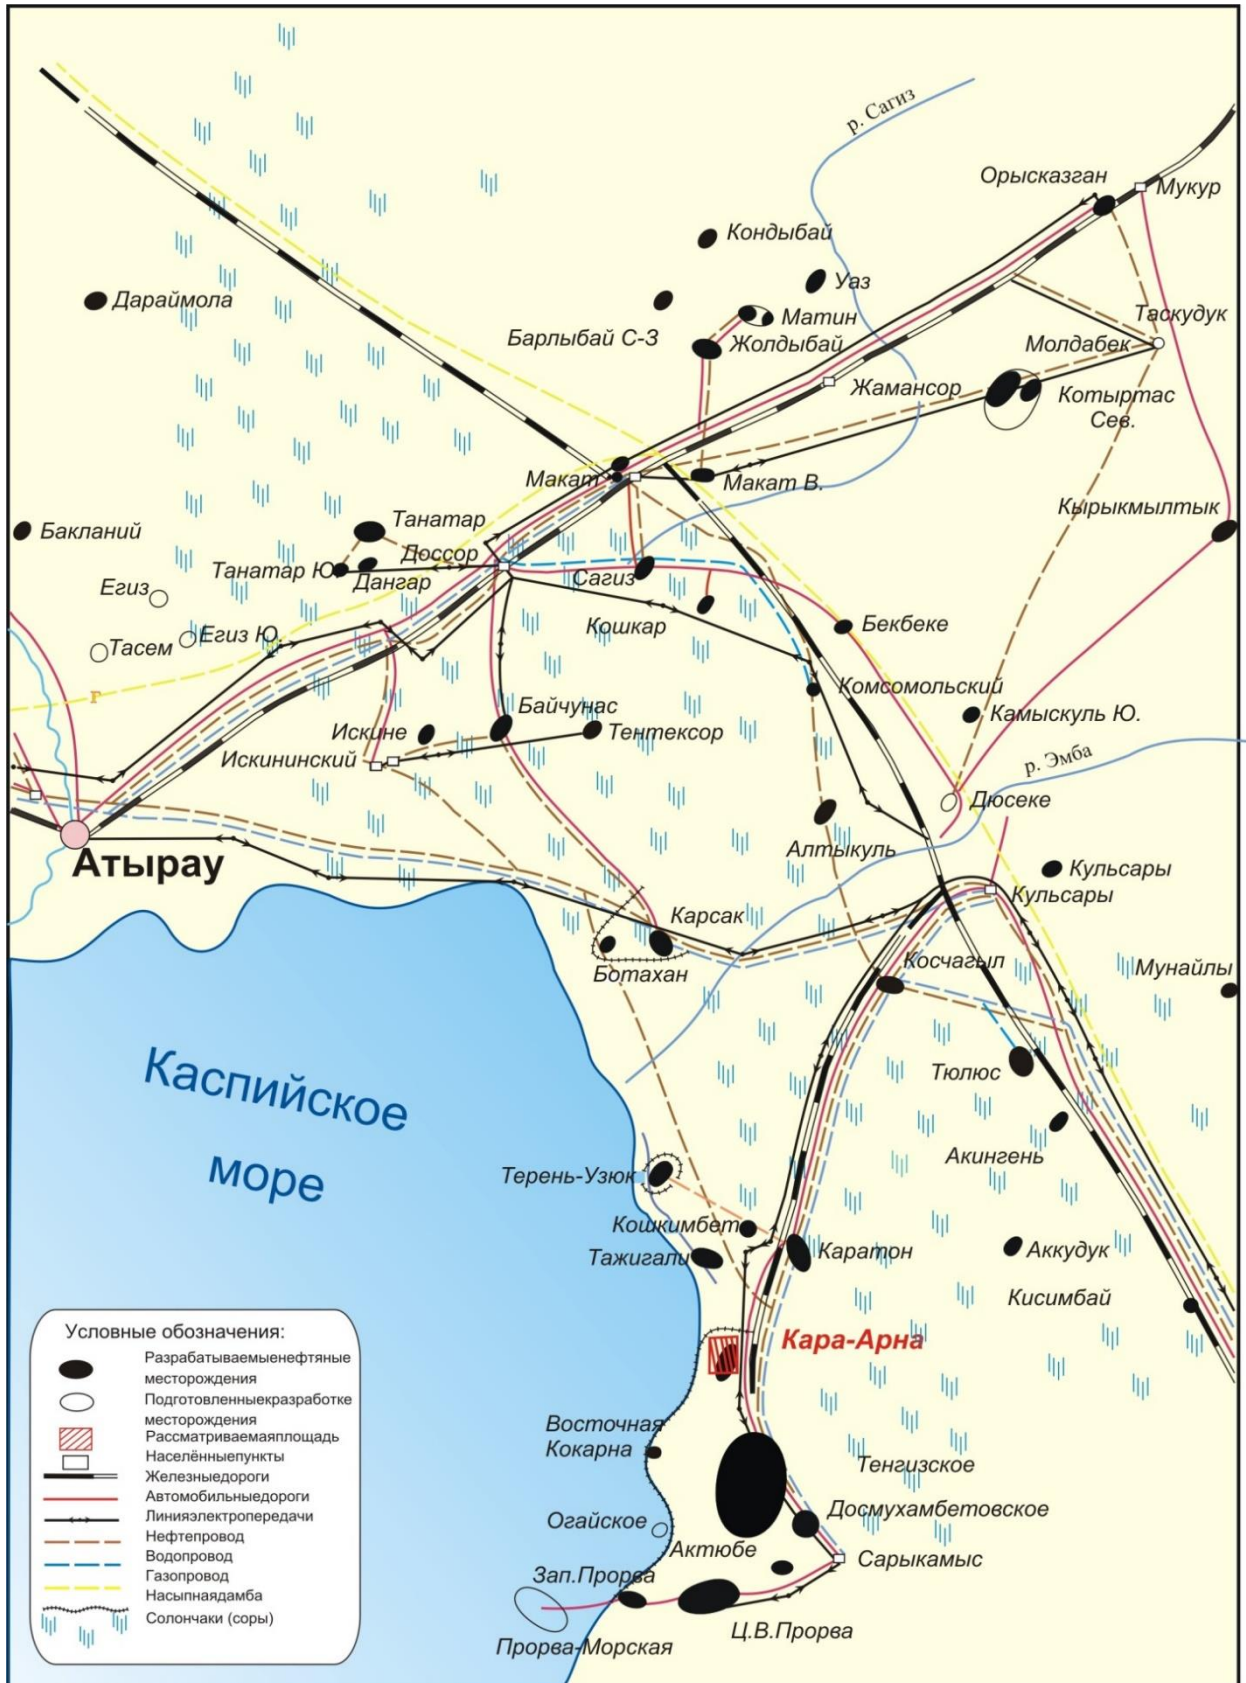 р. Сагиз
Орысказган
Мукур
Кондыбай
Уаз
Дараймола
Матин
Таскудук
Барлыбай С-З
Жолдыбай
Молдабек
Жамансор
Котыртас
Сев.
Макат
Макат В.
Кырыкмылтык
Бакланий
Танатар
Доссор
Танатар Ю.
Дангар
Сагиз
Егиз
Кошкар
Бекбеке
Егиз Ю.
Тасем
Комсомольский
Г
Байчунас
Камыскуль Ю.
Искине
Тентексор
Искининский
р. Эмба
Дюсеке
Атырау
Алтыкуль
Кульсары
Кульсары
Карсак
Ботахан
Косчагыл
Мунайлы
Каспийское
море
Тюлюс
Акингень
Терень-Узюк
Кошкимбет
Тажигали
Каратон
Аккудук
Кисимбай
Кара-Арна
Восточная
Кокарна
Тенгизское
Огайское
Досмухамбетовское
Актюбе
Сарыкамыс
Зап.Прорва
Ц.В.Прорва
Прорва-Морская
Условные обозначения:
Разрабатываемыенефтяные
месторождения
Подготовленныекразработке
месторождения
Рассматриваемаяплощадь
Населённыепункты
Железныедороги
Автомобильныедороги
Линияэлектропередачи
Нефтепровод
Водопровод
Газопровод
Насыпнаядамба
Солончаки (соры)